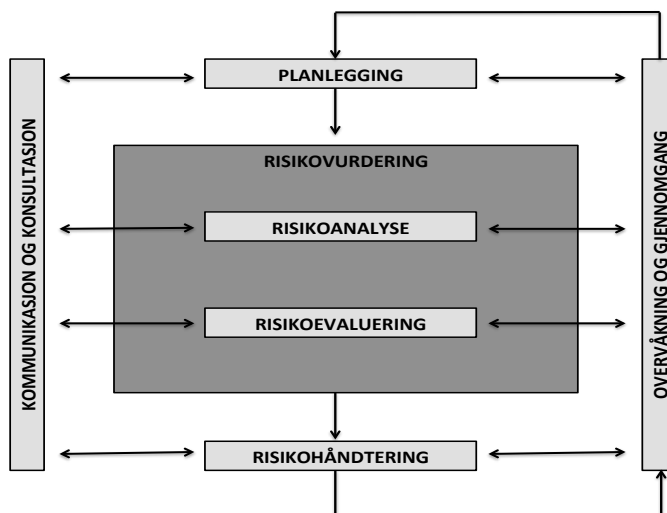 PLANLEGGING
KOMMUNIKASJON OG KONSULTASJON
OVERVÅKNING OG GJENNOMGANG
RISIKOVURDERING
RISIKOANALYSE
RISIKOEVALUERING
RISIKOHÅNDTERING